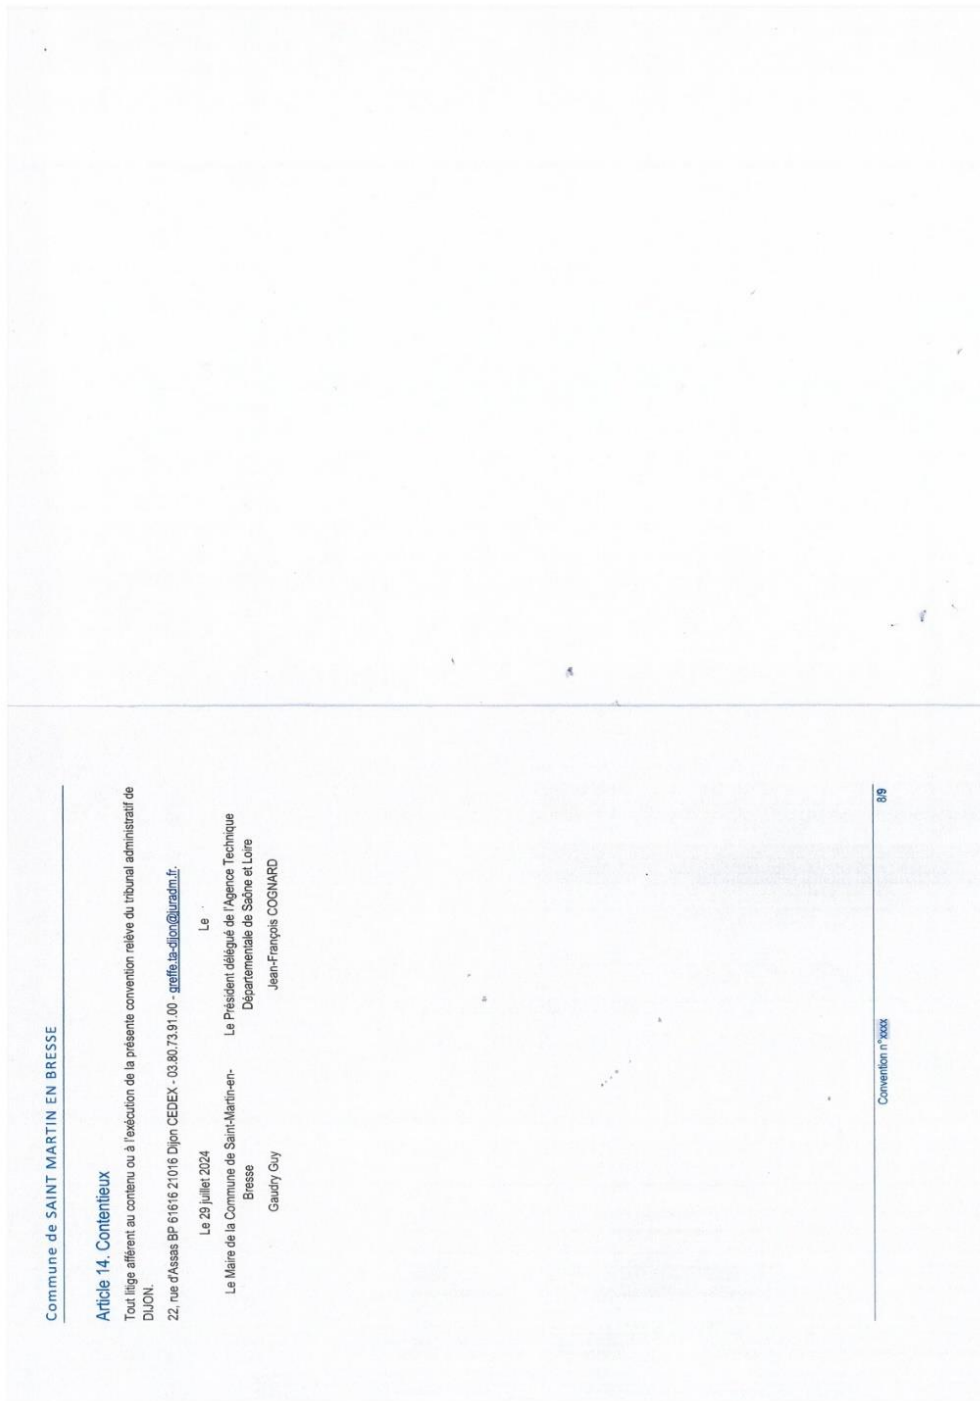 Commune de SAINT MARTIN EN BRESSE
Article 14. Contentieux
Tout litige afférent au contenu ou à l'exécution de la présente convention relève du tribunal administratif de
DIJON.
22, rue d'Assas BP 61616 21016 Dijon CEDEX - 03.80.73.91.00 - greffe.ta-dijon@juradm.fr.
Le 29 juillet 2024
Le Maire de la Commune de Saint-Martin-en-
Bresse
Gaudry Guy
Le
Le Président délégué de l'Agence Technique
Départementale de Saône et Loire
Jean-François COGNARD
Convention n°xxxx
8/9